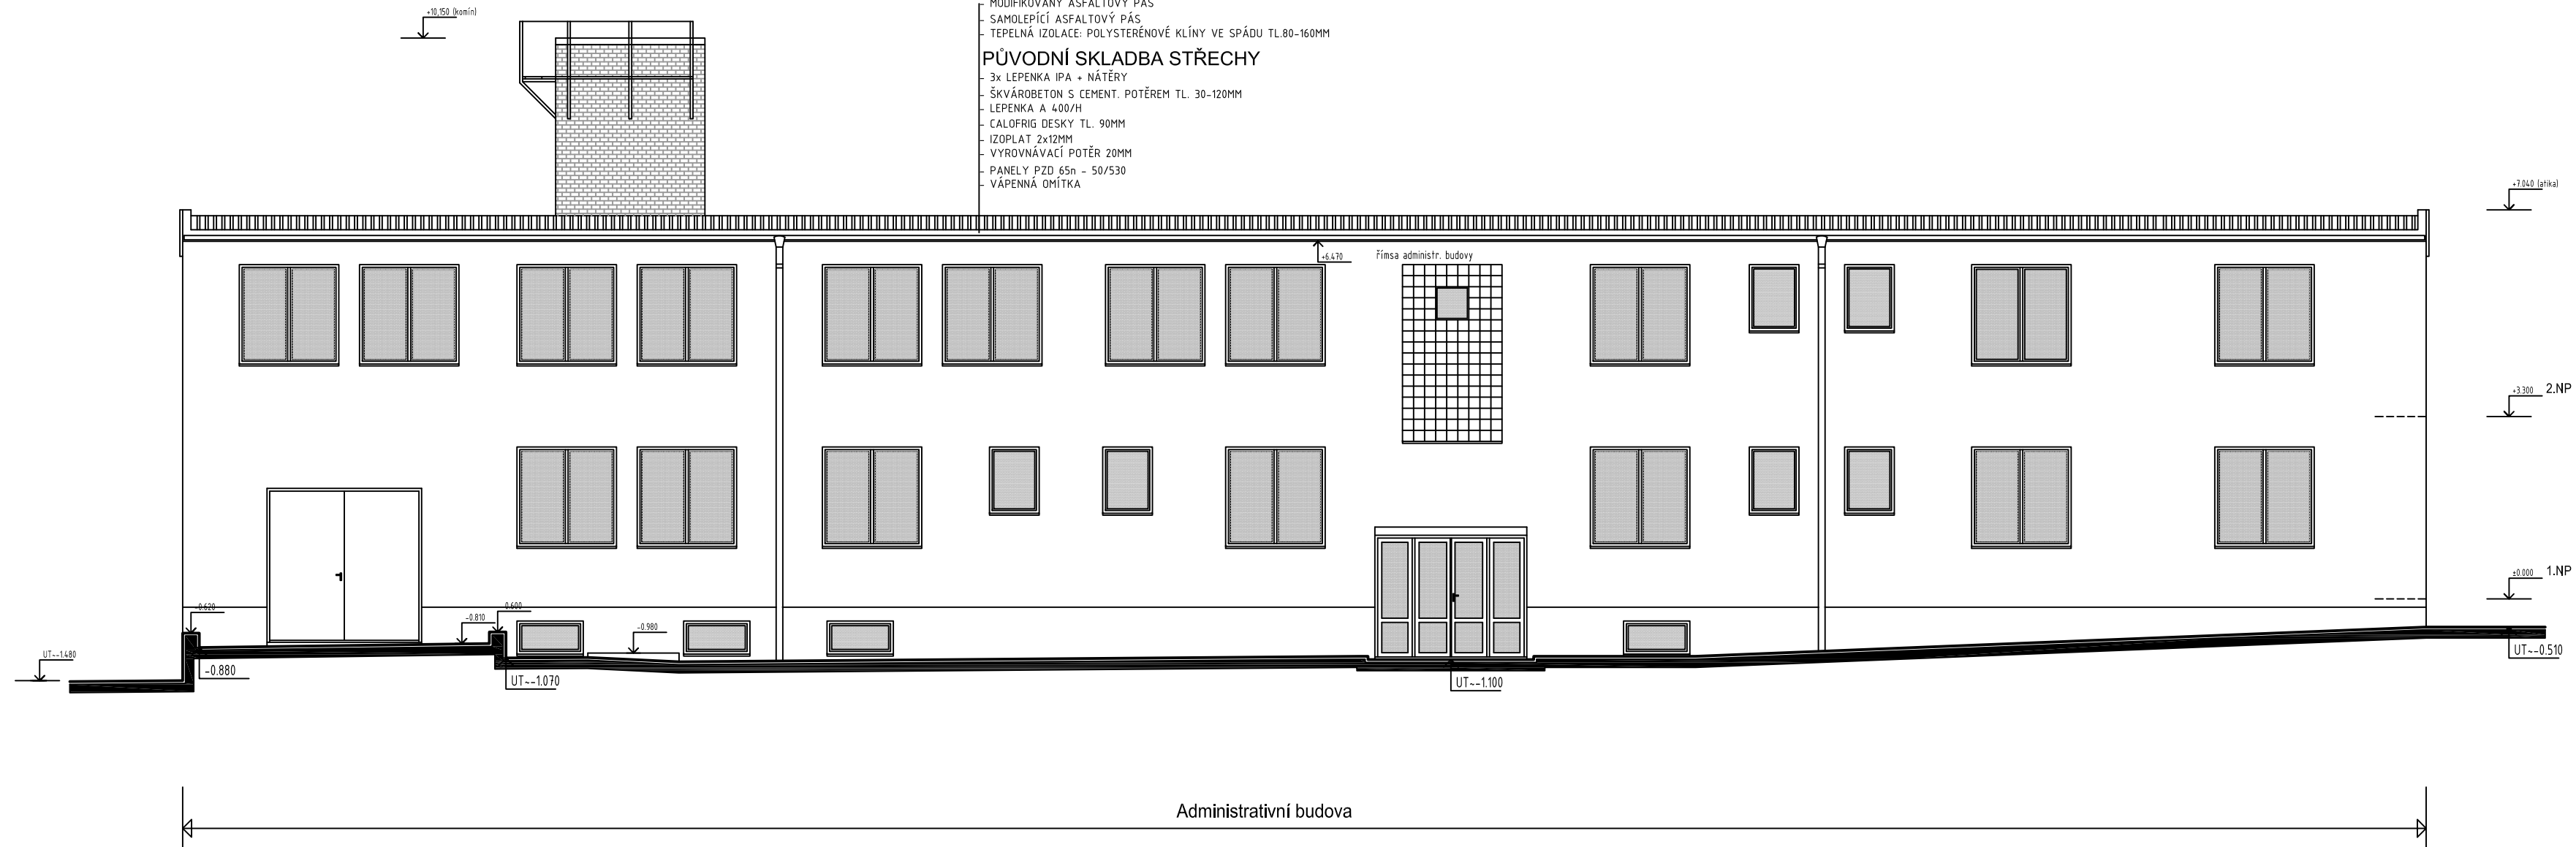 MODIFIKOVANÝ ASFALTOVÝ PÁS
+10,150 (komín)
SAMOLEPÍCÍ ASFALTOVÝ PÁS
TEPELNÁ IZOLACE: POLYSTERÉNOVÉ KLÍNY VE SPÁDU TL.80-160MM
PŮVODNÍ SKLADBA STŘECHY
3x LEPENKA IPA + NÁTĚRY
ŠKVÁROBETON S CEMENT. POTĚREM TL. 30-120MM
LEPENKA A 400/H
CALOFRIG DESKY TL. 90MM
IZOPLAT 2x12MM
VYROVNÁVACÍ POTĚR 20MM
PANELY PZD 65n - 50/530
VÁPENNÁ OMÍTKA
+7.040 (atika)
+6.470
římsa administr. budovy
+3.300 2.NP
±0.000 1.NP
-0.620
-0.810
-0.600
-0.980
UT~-1.480
-0.880
UT~-1.070
UT~-1.100
UT~-0.510
Administrativní budova